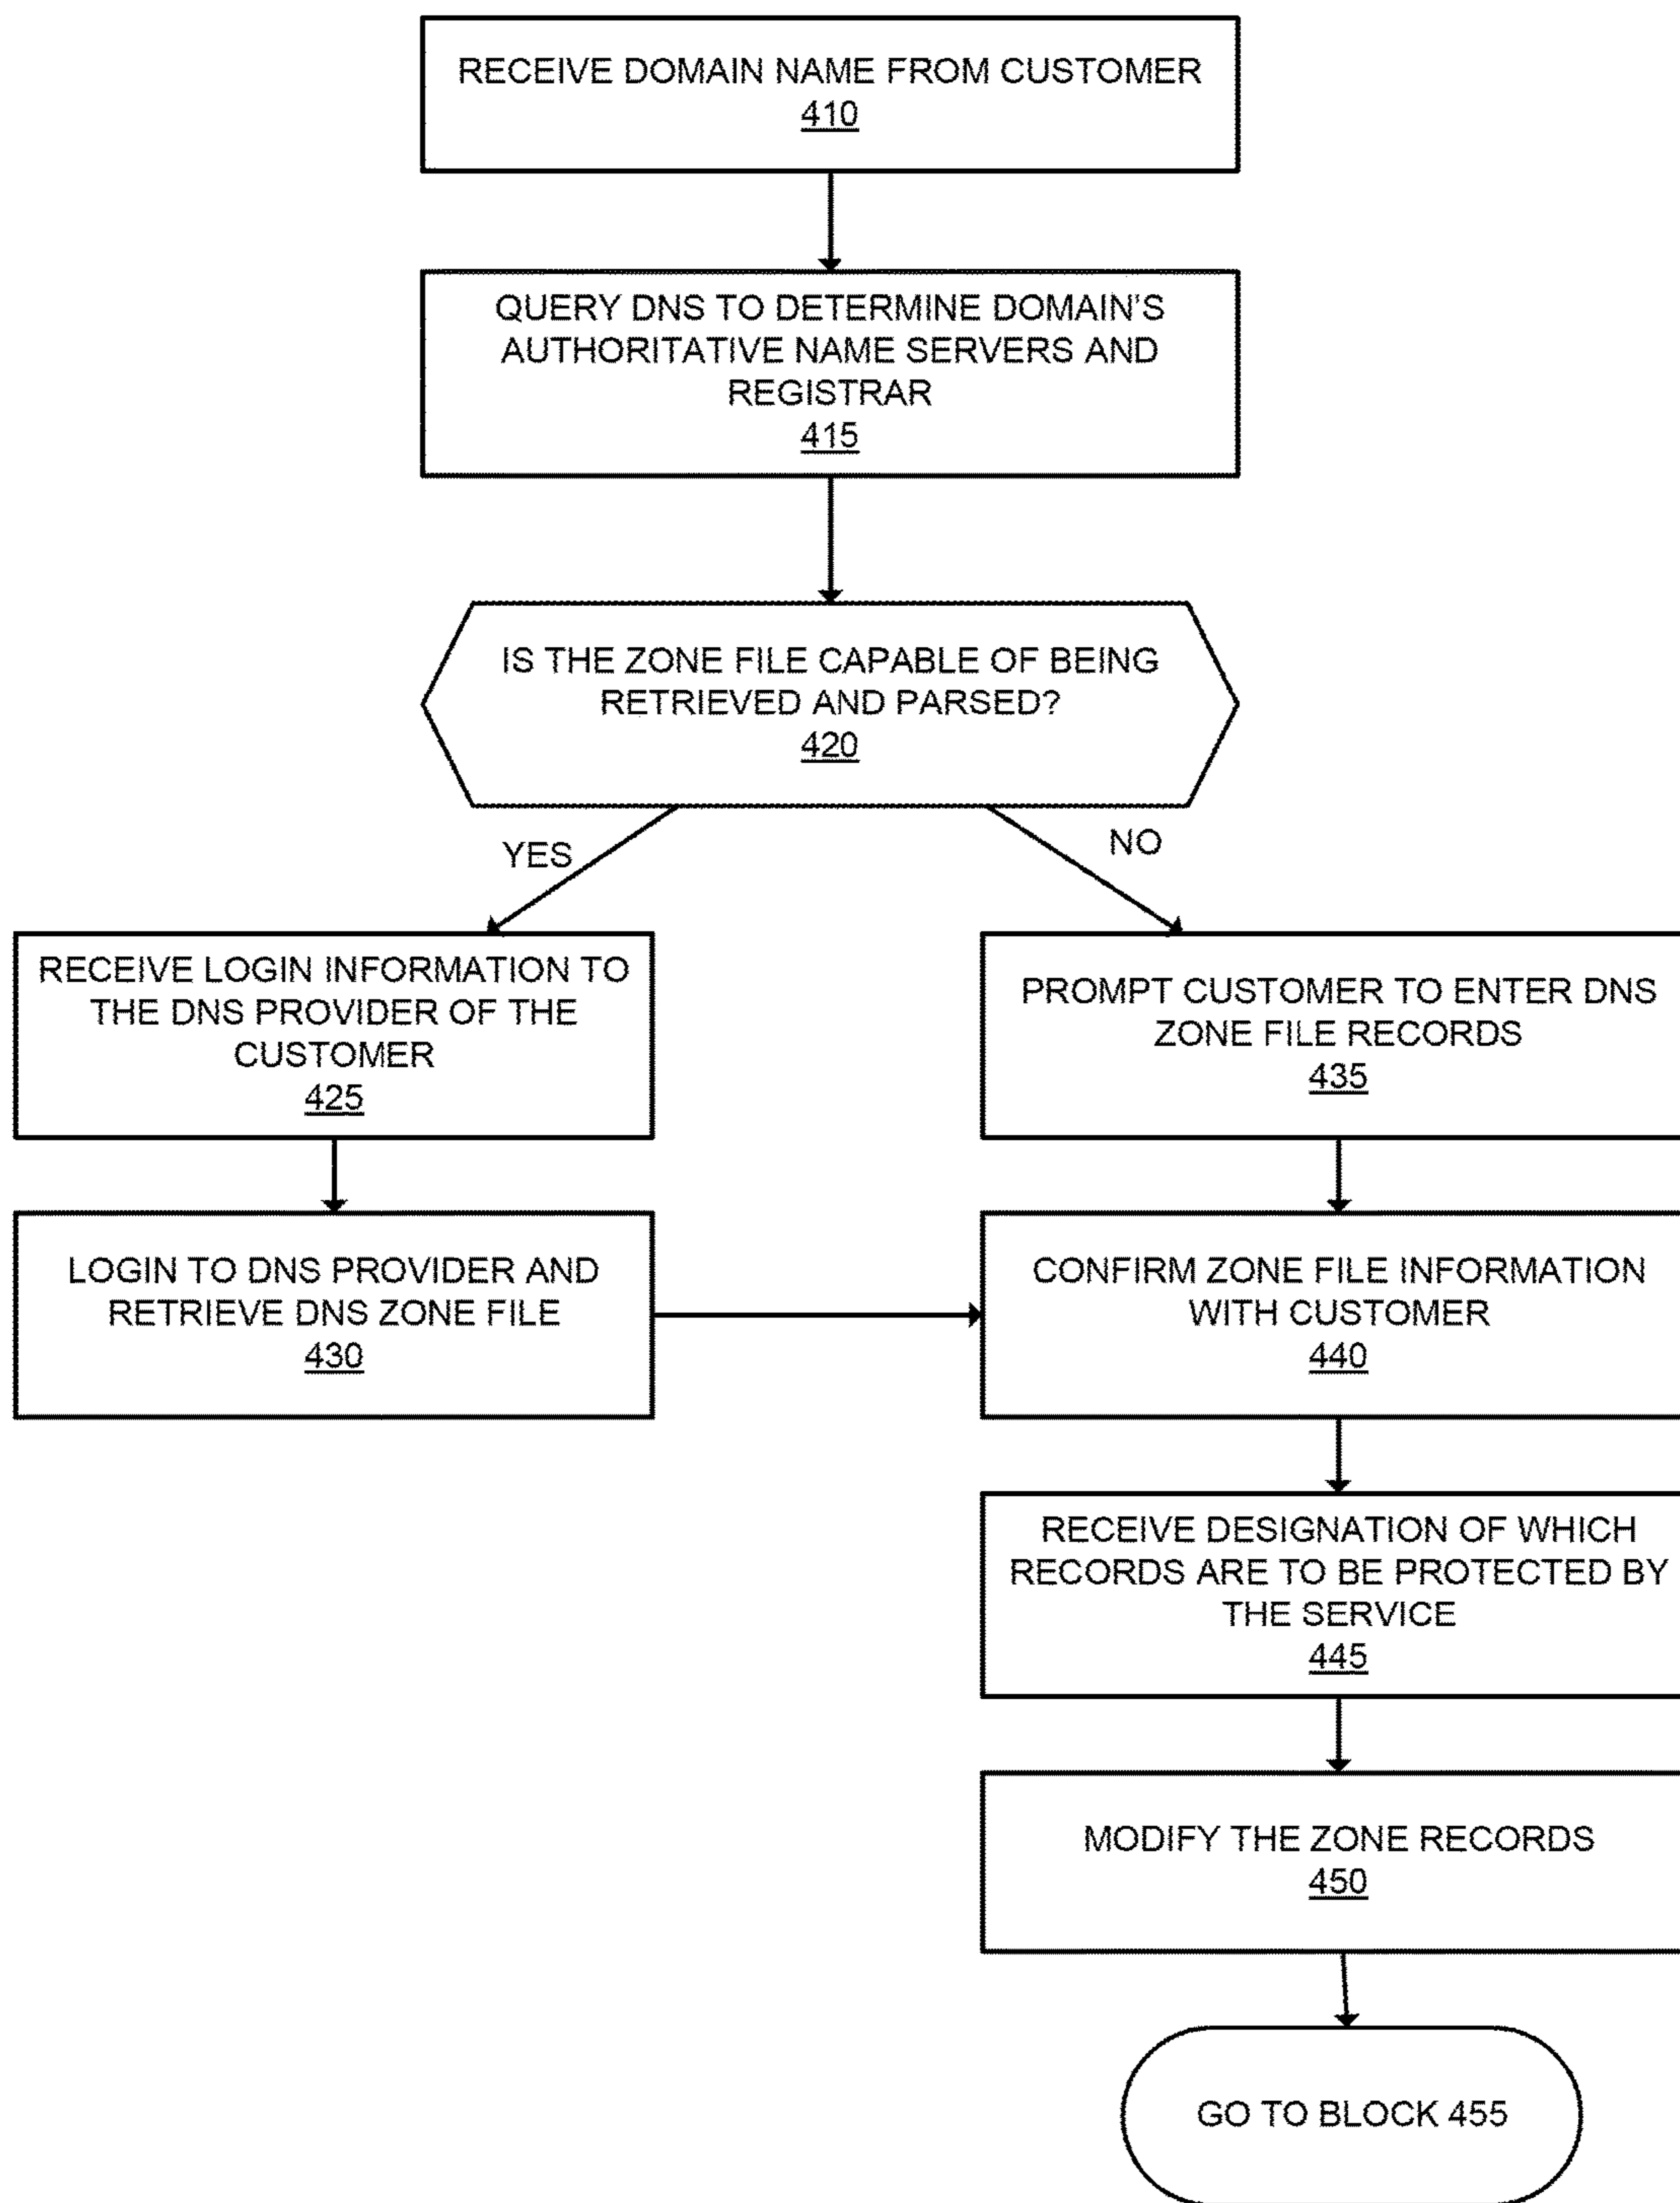 RECEIVE DOMAIN NAME FROM CUSTOMER
410
QUERY DNS TO DETERMINE DOMAIN'S
AUTHORITATIVE NAME SERVERS AND
REGISTRAR
415
IS THE ZONE FILE CAPABLE OF BEING
RETRIEVED AND PARSED?
420
YES
NO
RECEIVE LOGIN INFORMATION TO
THE DNS PROVIDER OF THE
CUSTOMER
425
PROMPT CUSTOMER TO ENTER DNS
ZONE FILE RECORDS
435
LOGIN TO DNS PROVIDER AND
RETRIEVE DNS ZONE FILE
430
CONFIRM ZONE FILE INFORMATION
WITH CUSTOMER
440
RECEIVE DESIGNATION OF WHICH
RECORDS ARE TO BE PROTECTED BY
THE SERVICE
445
MODIFY THE ZONE RECORDS
450
GO TO BLOCK 455